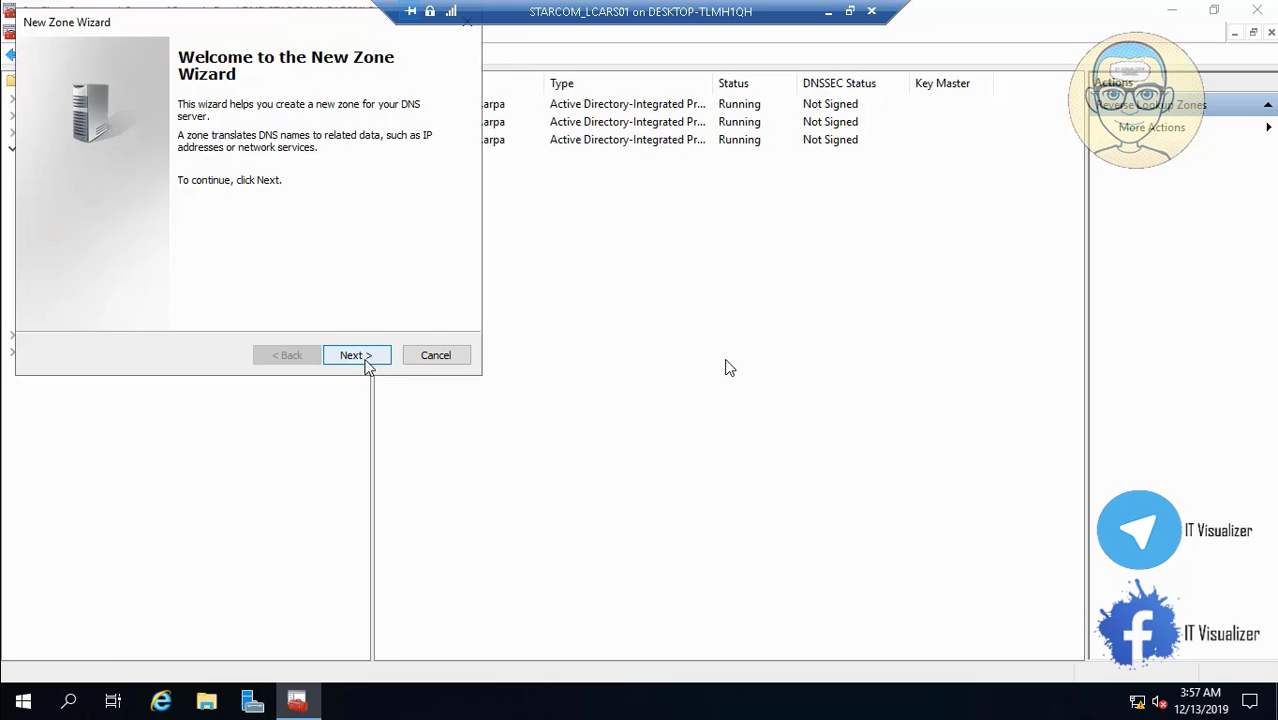 STARCOM_LCARS01 on DESKTOP-TLMH1QH
New Zone Wizard
Welcome to the New Zone
Wizard
This wizard helps you create a new zone for your DNS
server.
A zone translates DNS names to related data, such as IP
addresses or network services.
To continue, click Next.
< Back
Next >
Cancel
Type
Status
DNSSEC Status
Key Master
.arpa
Active Directory-Integrated Pr...
Running
Not Signed
.arpa
Active Directory-Integrated Pr...
Running
Not Signed
.arpa
Active Directory-Integrated Pr...
Running
Not Signed
Actions
Reverse Lookup Zones
More Actions
IT Visualizer
IT Visualizer
3:57 AM
12/13/2019